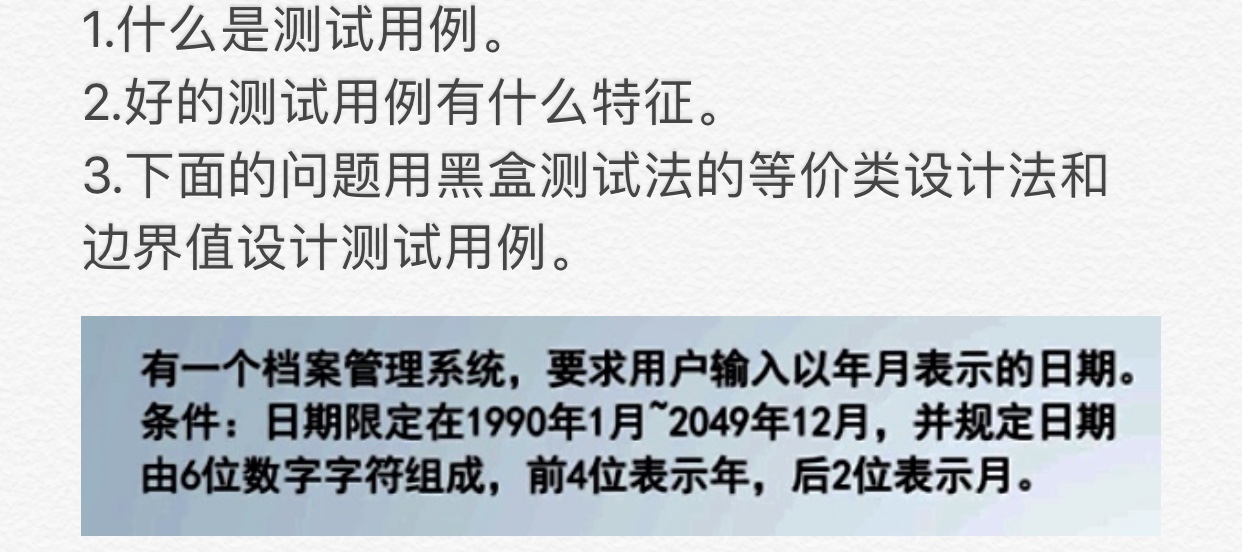 1.什么是测试用例。
2.好的测试用例有什么特征。
3.下面的问题用黑盒测试法的等价类设计法和
边界值设计测试用例。
有一个档案管理系统，要求用户输入以年月表示的日期。
条件：日期限定在1990年1月~2049年12月，并规定日期
由6位数字字符组成，前4位表示年，后2位表示月。